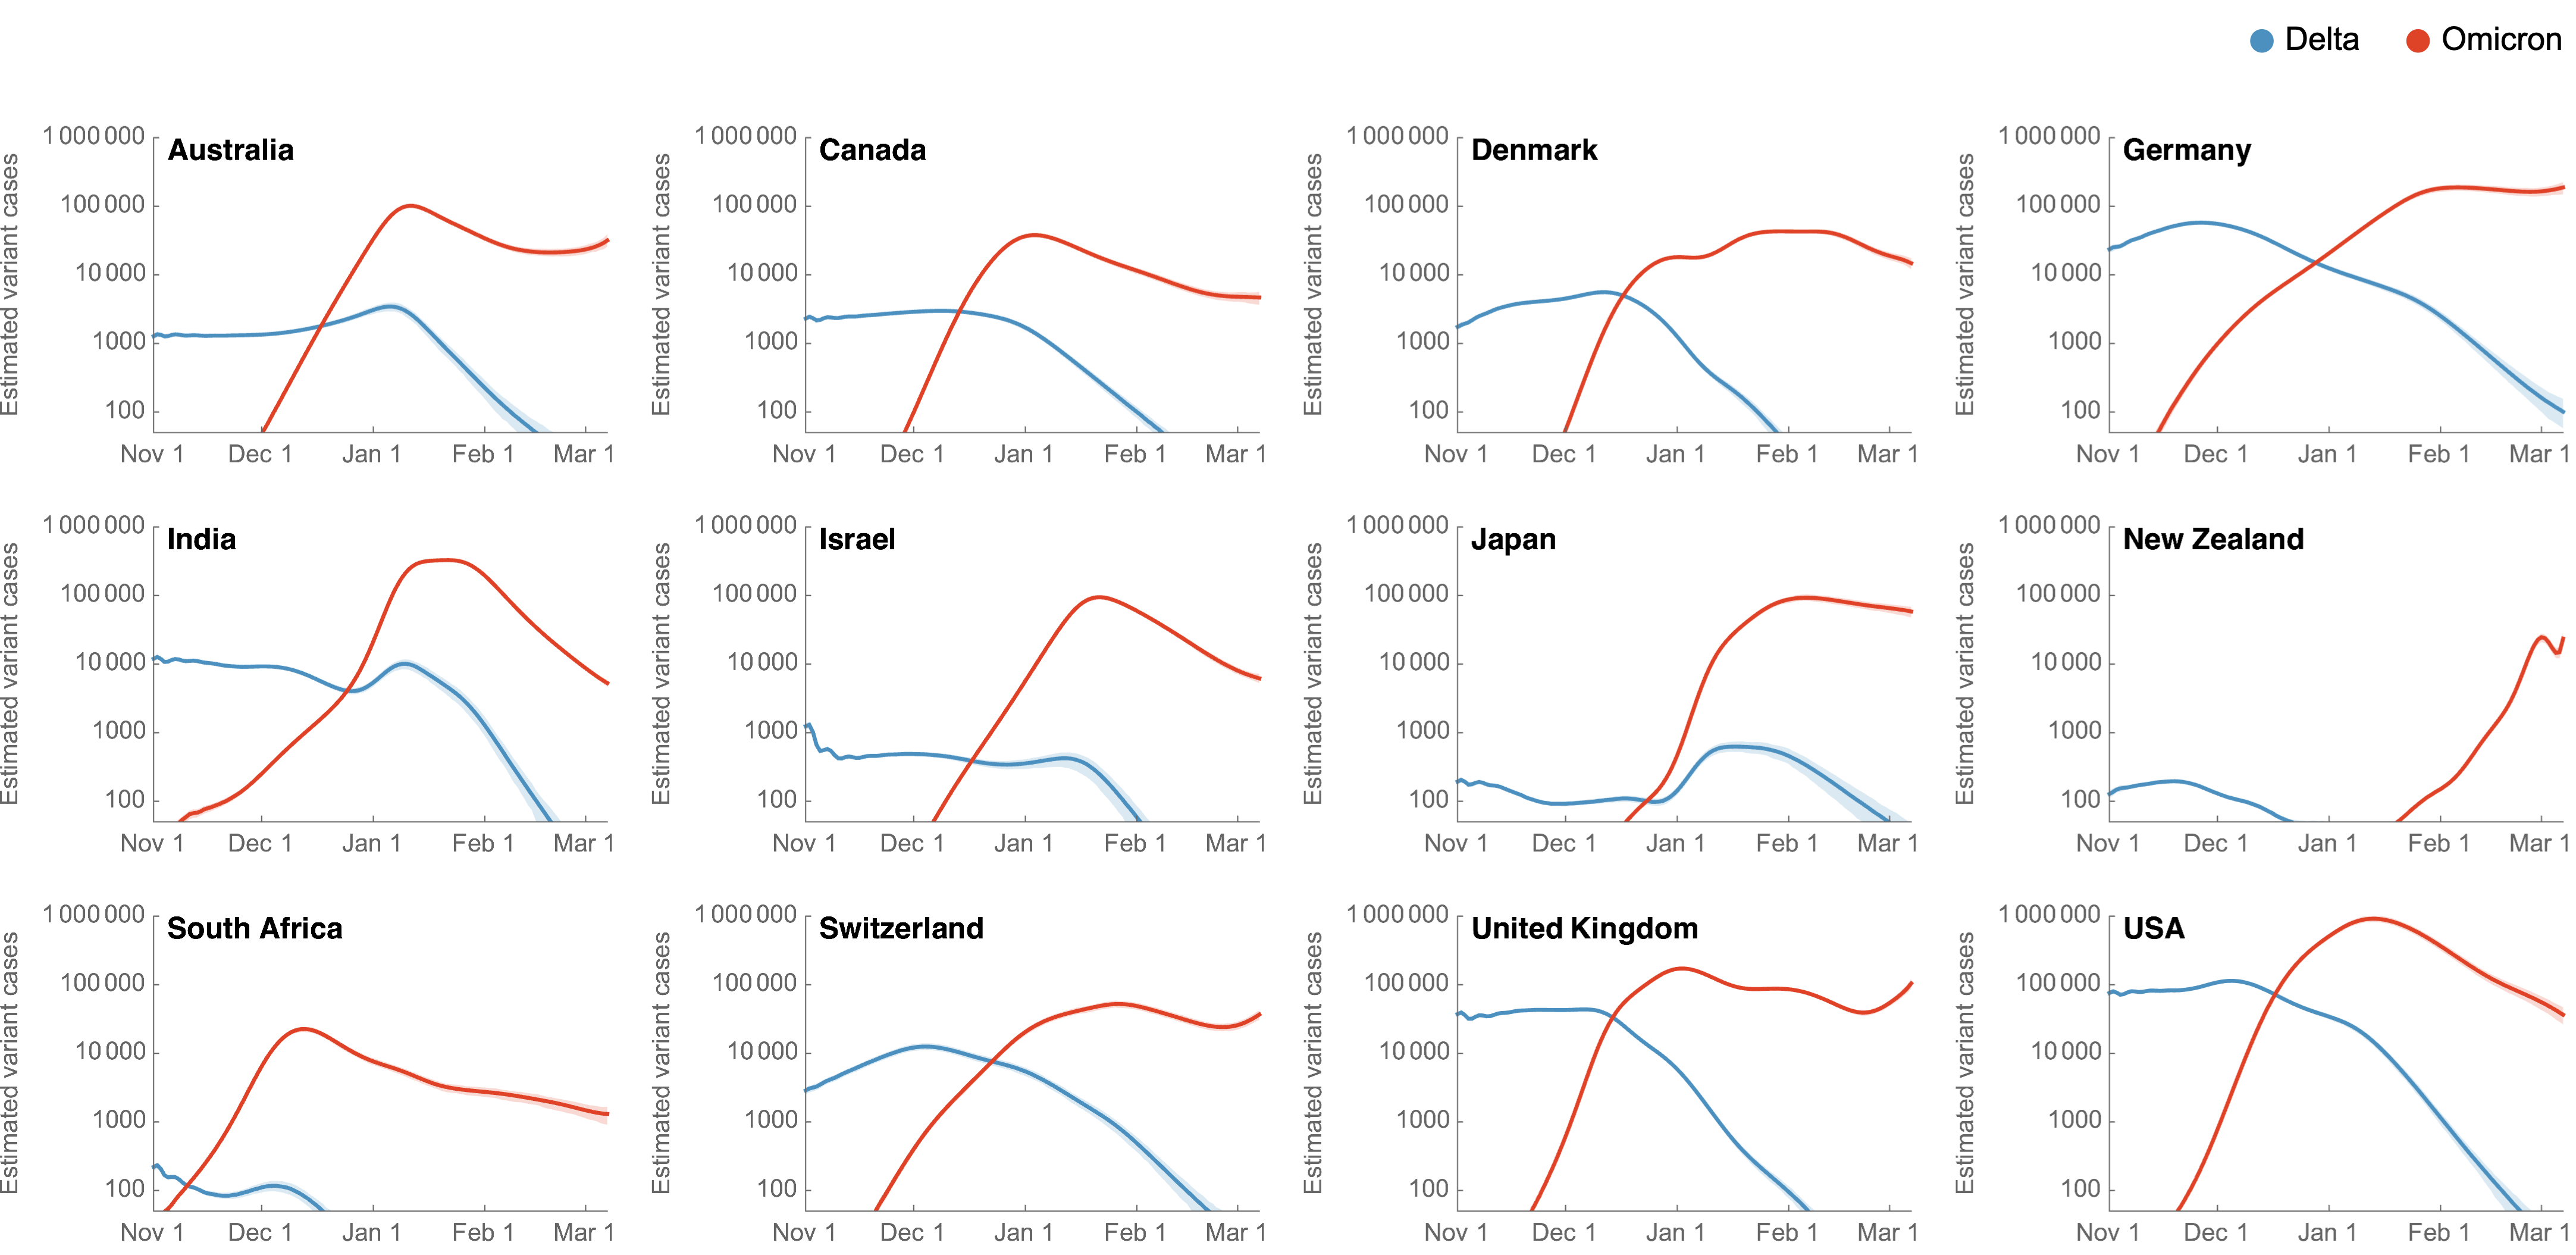 Delta Omicron
Estimated variant cases
1 000 000
100 000
10 000
1000
100
Australia
Nov 1 Dec 1 Jan 1 Feb 1 Mar 1
Estimated variant cases
1 000 000
100 000
10 000
1000
100
Canada
Nov 1 Dec 1 Jan 1 Feb 1 Mar 1
Estimated variant cases
1 000 000
100 000
10 000
1000
100
Denmark
Nov 1 Dec 1 Jan 1 Feb 1 Mar 1
Estimated variant cases
1 000 000
100 000
10 000
1000
100
Germany
Nov 1 Dec 1 Jan 1 Feb 1 Mar 1
Estimated variant cases
1 000 000
100 000
10 000
1000
100
India
Nov 1 Dec 1 Jan 1 Feb 1 Mar 1
Estimated variant cases
1 000 000
100 000
10 000
1000
100
Israel
Nov 1 Dec 1 Jan 1 Feb 1 Mar 1
Estimated variant cases
1 000 000
100 000
10 000
1000
100
Japan
Nov 1 Dec 1 Jan 1 Feb 1 Mar 1
Estimated variant cases
1 000 000
100 000
10 000
1000
100
New Zealand
Nov 1 Dec 1 Jan 1 Feb 1 Mar 1
Estimated variant cases
1 000 000
100 000
10 000
1000
100
South Africa
Nov 1 Dec 1 Jan 1 Feb 1 Mar 1
Estimated variant cases
1 000 000
100 000
10 000
1000
100
Switzerland
Nov 1 Dec 1 Jan 1 Feb 1 Mar 1
Estimated variant cases
1 000 000
100 000
10 000
1000
100
United Kingdom
Nov 1 Dec 1 Jan 1 Feb 1 Mar 1
Estimated variant cases
1 000 000
100 000
10 000
1000
100
USA
Nov 1 Dec 1 Jan 1 Feb 1 Mar 1